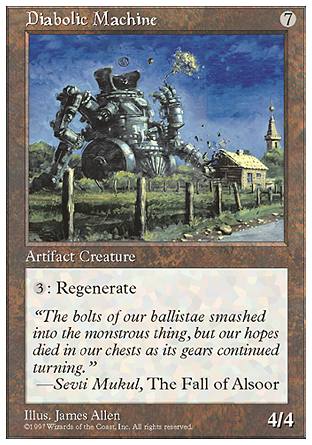 Diabolic Machine 7
Artifact Creature
3: Regenerate
“The bolts of our ballistae smashed
into the monstrous thing, but our hopes
died in our chests as its gears continued
turning.”
—Sevti Mukul, The Fall of Alsoor
Illus. James Allen
©1997 Wizards of the Coast, Inc. All rights reserved.
4/4